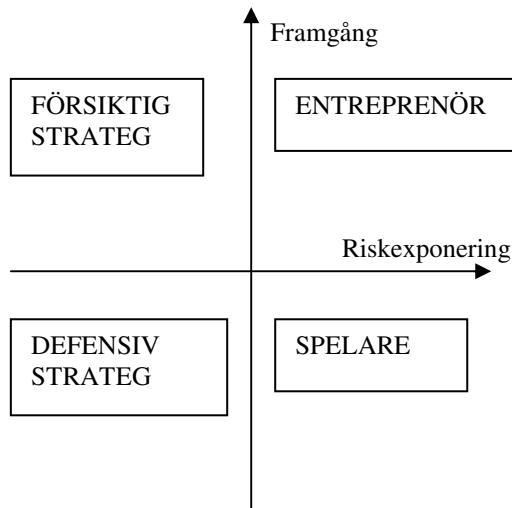 Framgång
FÖRSIKTIG
STRATEG
ENTREPRENÖR
Riskexponering
DEFENSIV
STRATEG
SPELARE